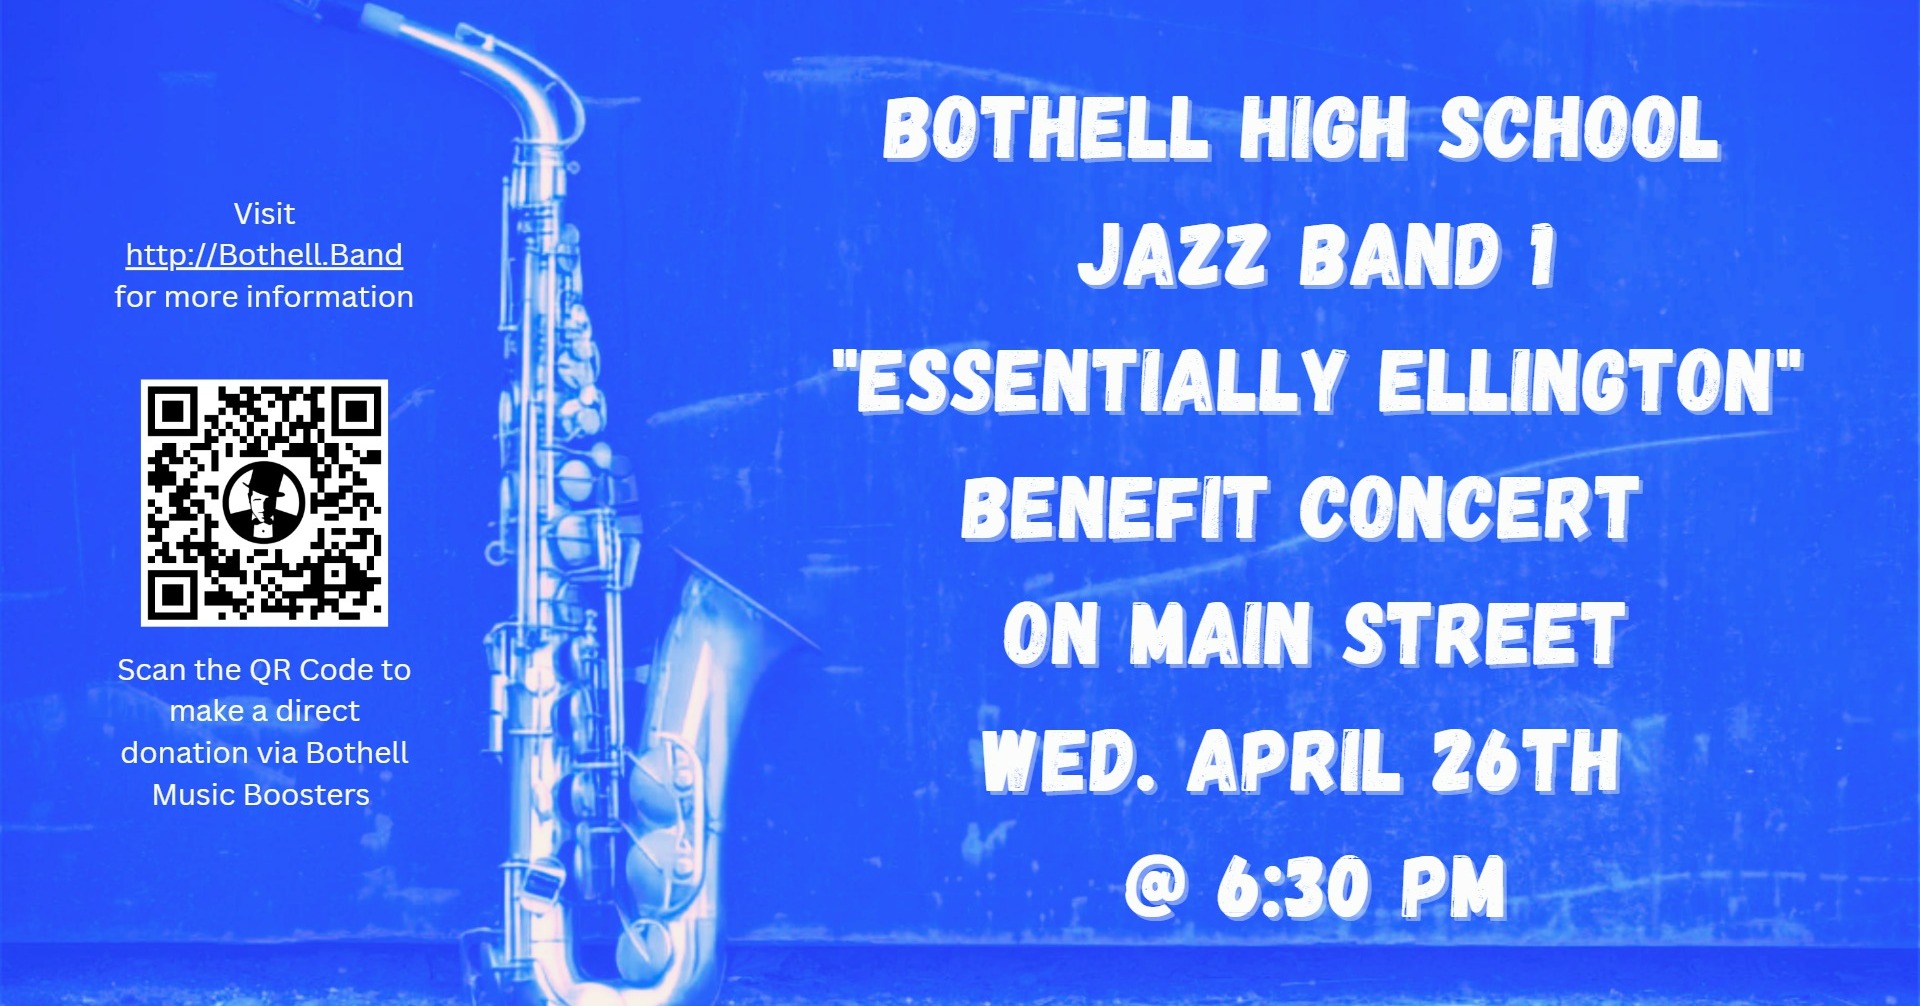 Visit
http://Bothell.Band
for more information
Scan the QR Code to
make a direct
donation via Bothell
Music Boosters
BOTHELL HIGH SCHOOL
JAZZ BAND 1
"ESSENTIALLY ELLINGTON"
BENEFIT CONCERT
ON MAIN STREET
WED. APRIL 26TH
@ 6:30 PM